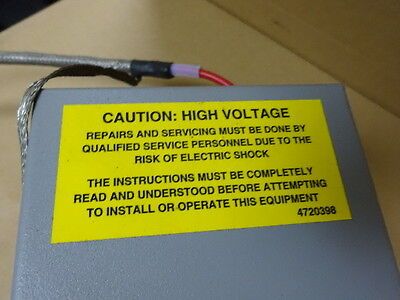 CAUTION: HIGH VOLTAGE
REPAIRS AND SERVICING MUST BE DONE BY
QUALIFIED SERVICE PERSONNEL DUE TO THE
RISK OF ELECTRIC SHOCK
THE INSTRUCTIONS MUST BE COMPLETELY
READ AND UNDERSTOOD BEFORE ATTEMPTING
TO INSTALL OR OPERATE THIS EQUIPMENT
4720398